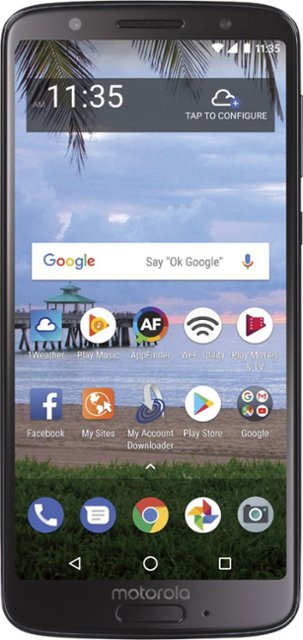 11:35
AM 11:35
TAP TO CONFIGURE
Google Say "Ok Google"
AF
1Weather Play Music AppFinder Wi-Fi Utility Play Movies & TV
Facebook My Sites My Account Downloader Play Store Google
motorola